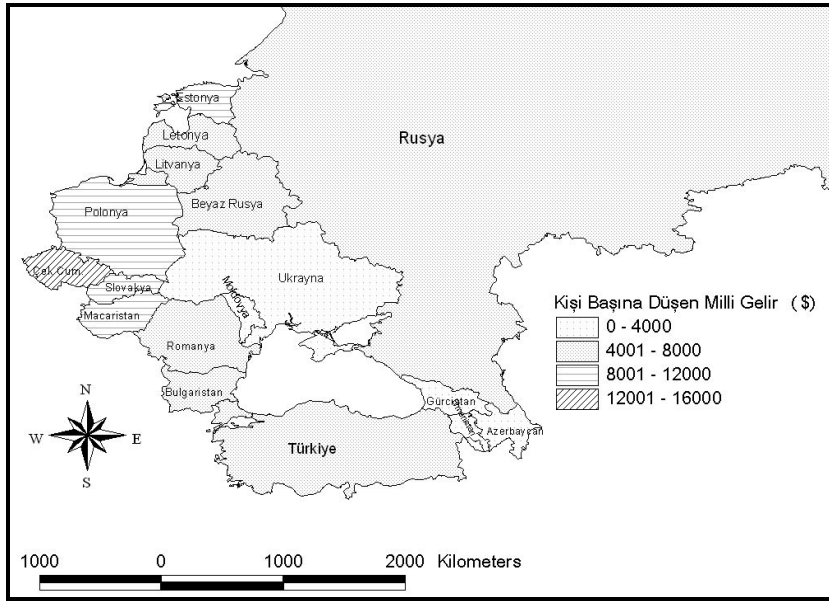 Estonya
Letonya
Litvanya
Rusya
Beyaz Rusya
Polonya
Çek Cum.
Slovakya
Ukrayna
Moldovya
Macaristan
Romanya
Bulgaristan
Gürcistan
Azerbaycan
Türkiye
Kişi Başına Düşen Milli Gelir ($)
0 - 4000
4001 - 8000
8001 - 12000
12001 - 16000
N
W E
S
1000 0 1000 2000 Kilometers